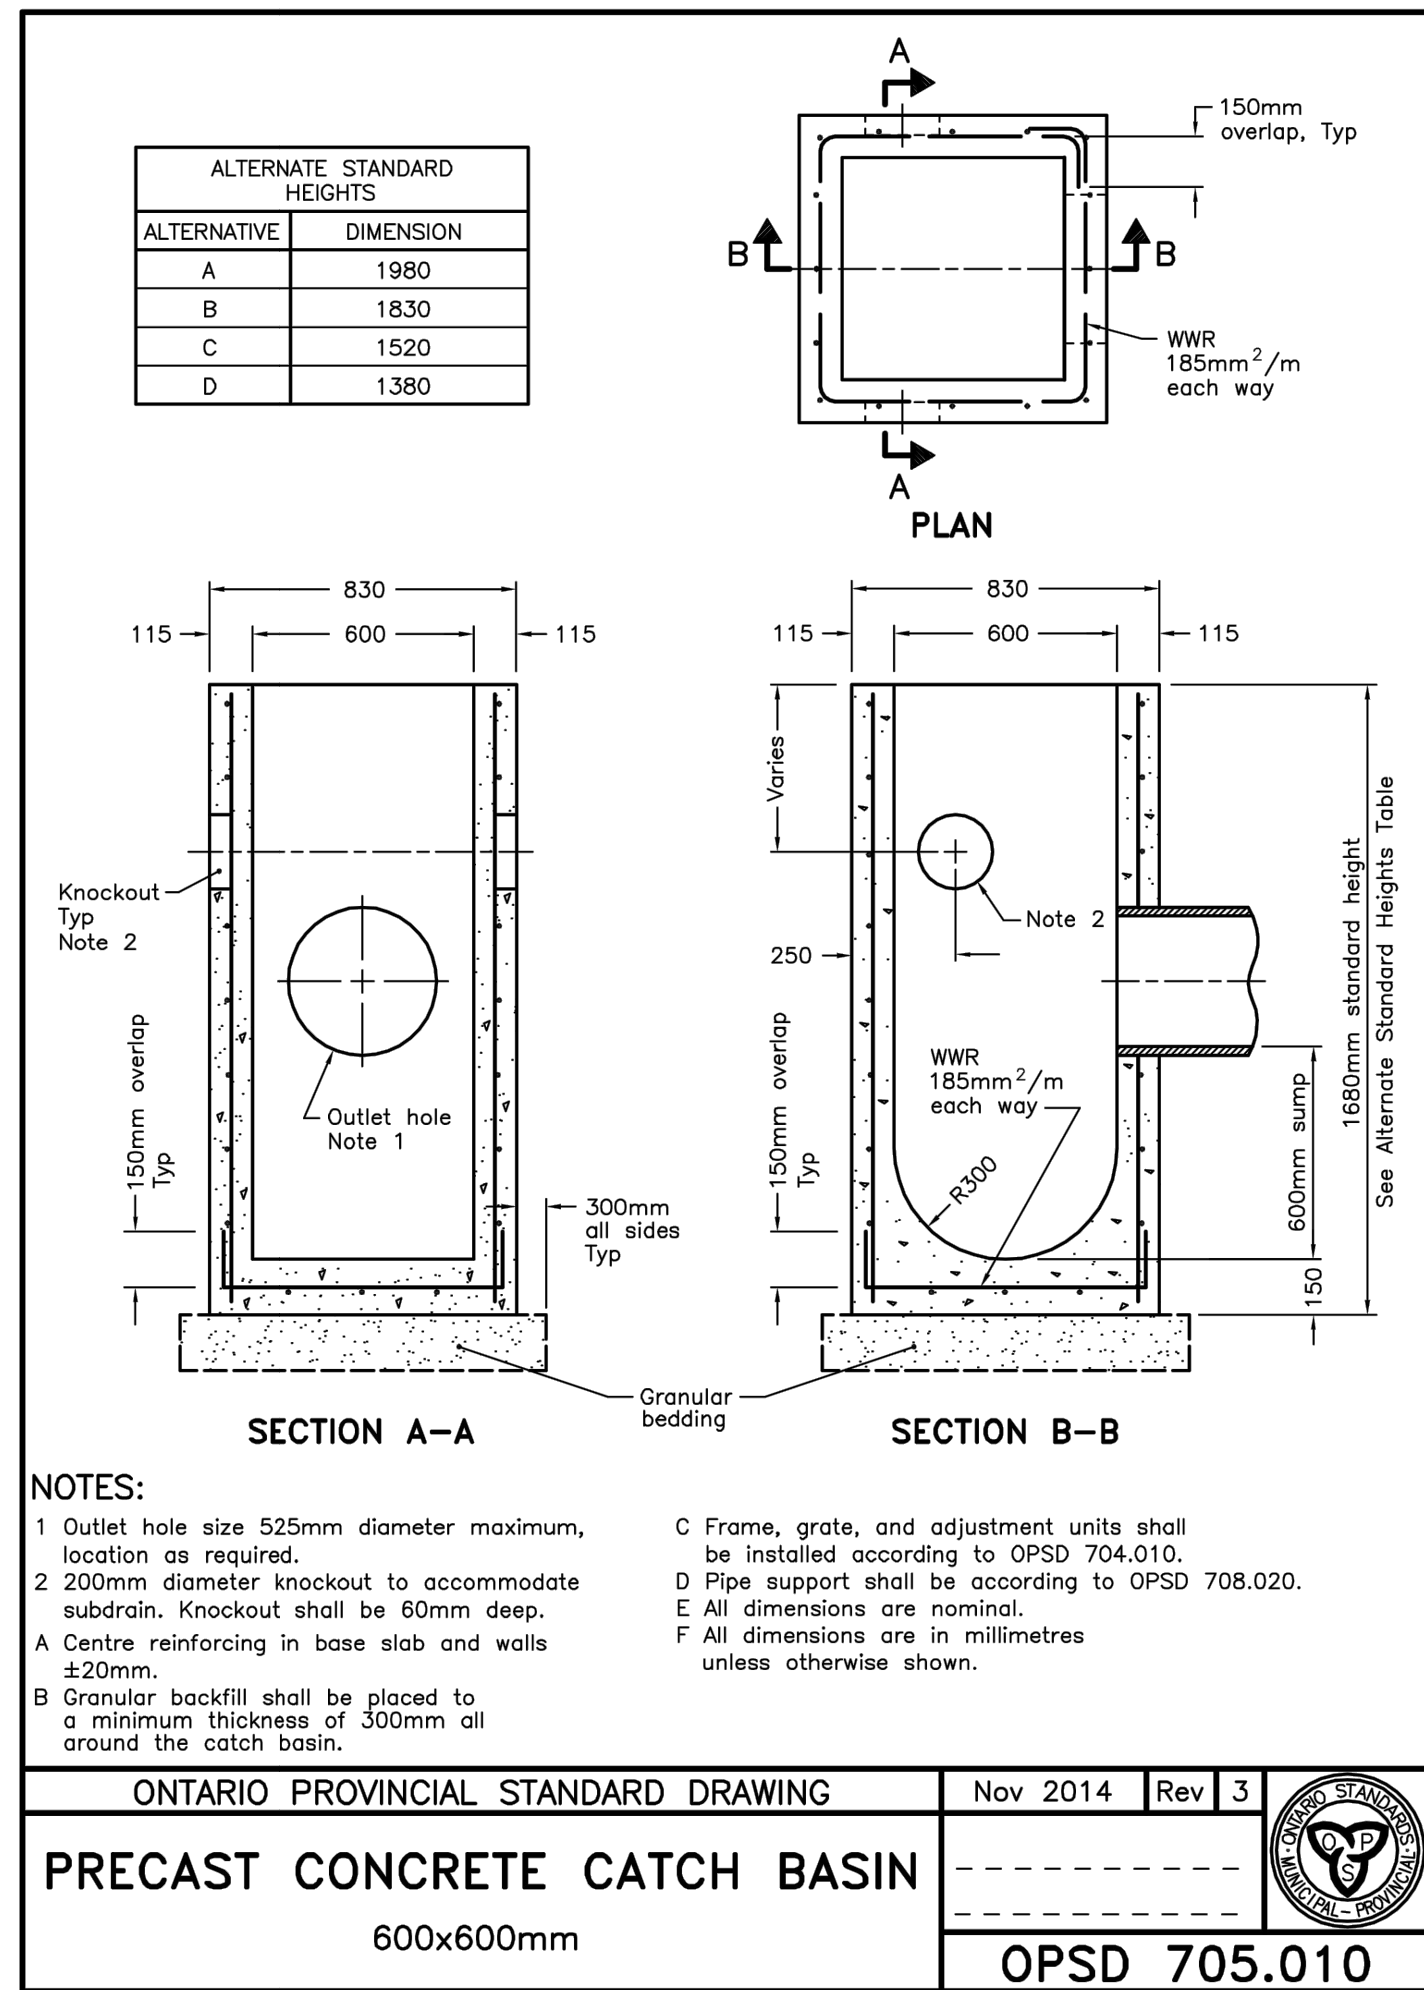 ALTERNATE STANDARD
HEIGHTS
ALTERNATIVE DIMENSION
A 1980
B 1830
C 1520
D 1380
A
150mm
overlap, Typ
B
B
WWR
185mm²/m
each way
A
PLAN
830
115 600 115
Knockout
Typ
Note 2
150mm overlap
Typ
Outlet hole
Note 1
300mm
all sides
Typ
SECTION A–A
830
115 600 115
Varies
Note 2
250
150mm overlap
Typ
WWR
185mm²/m
each way
R300
600mm sump
150
1680mm standard height
See Alternate Standard Heights Table
Granular
bedding
SECTION B–B
NOTES:
1 Outlet hole size 525mm diameter maximum,
location as required.
2 200mm diameter knockout to accommodate
subdrain. Knockout shall be 60mm deep.
A Centre reinforcing in base slab and walls
±20mm.
B Granular backfill shall be placed to
a minimum thickness of 300mm all
around the catch basin.
C Frame, grate, and adjustment units shall
be installed according to OPSD 704.010.
D Pipe support shall be according to OPSD 708.020.
E All dimensions are nominal.
F All dimensions are in millimetres
unless otherwise shown.
ONTARIO PROVINCIAL STANDARD DRAWING
Nov 2014 Rev 3
PRECAST CONCRETE CATCH BASIN
600x600mm
ONTARIO STANDARDS
MUNICIPAL – PROVINCIAL
O P
S
OPSD 705.010